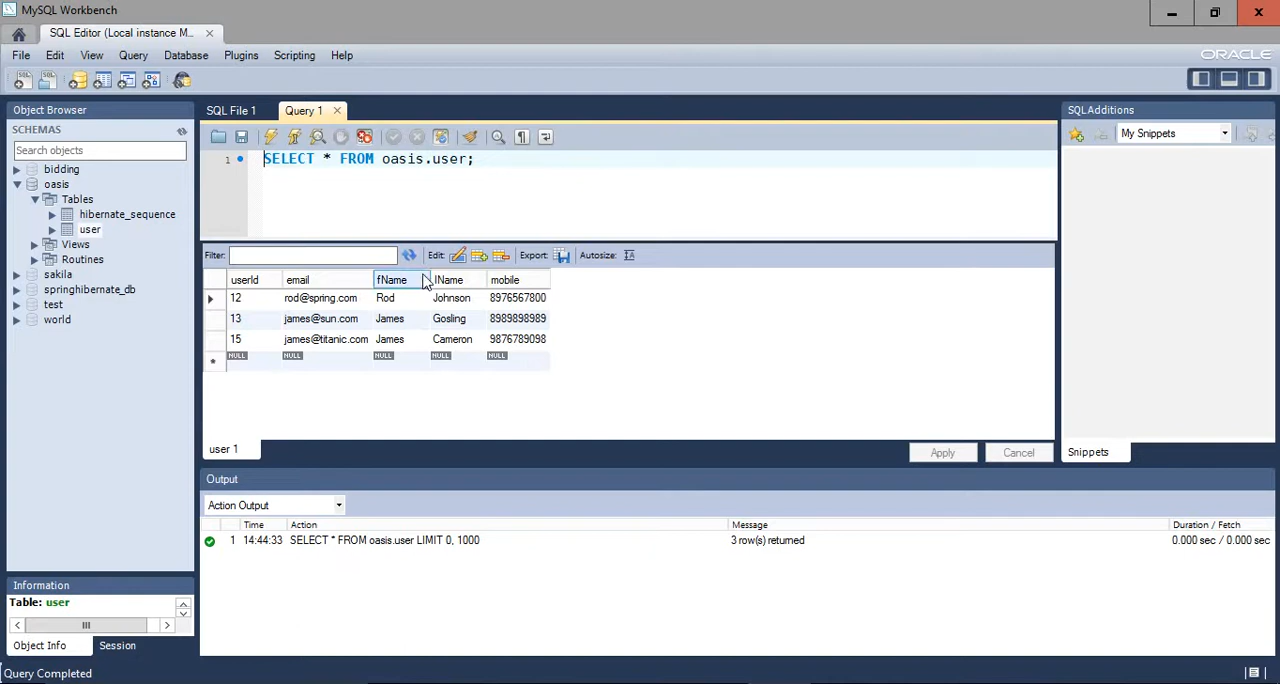 MySQL Workbench
SQL Editor (Local instance M...
File Edit View Query Database Plugins Scripting Help
ORACLE
Object Browser
SCHEMAS
Search objects
bidding
oasis
Tables
hibernate_sequence
user
Views
Routines
sakila
springhibernate_db
test
world
SQL File 1 Query 1
1 SELECT * FROM oasis.user;
Filter: Edit: Export: Autosize:
userId email fName lName mobile
12 rod@spring.com Rod Johnson 8976567800
13 james@sun.com James Gosling 8989898989
15 james@titanic.com James Cameron 9876789098
NULL NULL NULL NULL NULL
user 1
Apply Cancel
SQLAdditions
My Snippets
Snippets
Output
Action Output
Time Action Message Duration / Fetch
1 14:44:33 SELECT * FROM oasis.user LIMIT 0, 1000 3 row(s) returned 0.000 sec / 0.000 sec
Information
Table: user
Object Info Session
Query Completed